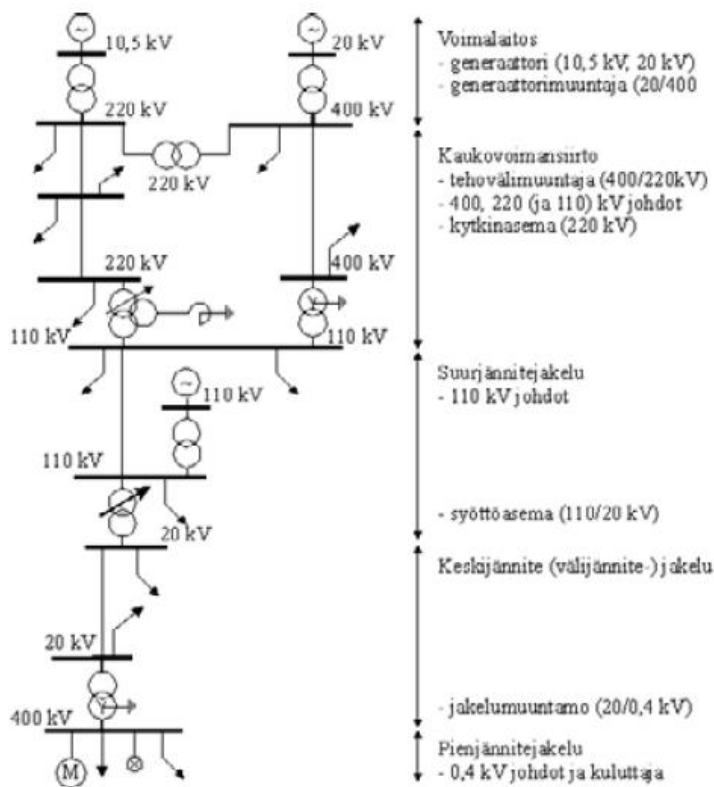 ~
~
10,5 kV
20 kV
220 kV
400 kV
220 kV
220 kV
400 kV
Y
110 kV
110 kV
~
110 kV
110 kV
20 kV
20 kV
Y
400 kV
M
Voimalaitos
- generaattori (10,5 kV, 20 kV)
- generaattorimuuntaja (20/400
Kaukovoimansiirto
- tehovälimuuntaja (400/220kV)
- 400, 220 (ja 110) kV johdot
- kytkinasema (220 kV)
Suurjännitejakelu
- 110 kV johdot
- syöttöasema (110/20 kV)
Keskijännite (välijännite-) jakelu
- jakelumuuntamo (20/0,4 kV)
Pienjännitejakelu
- 0,4 kV johdot ja kuluttaja